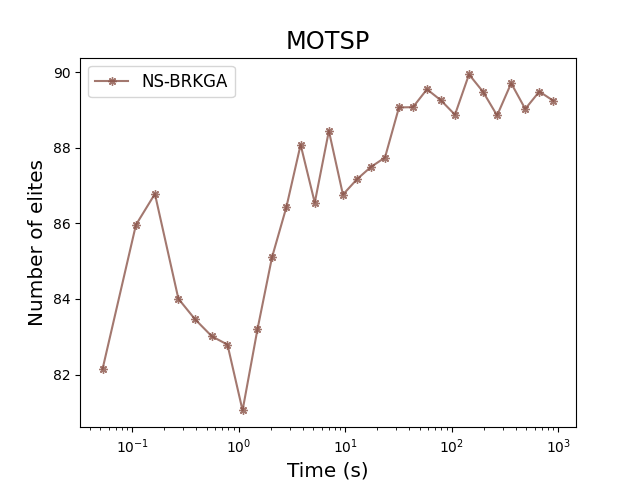 MOTSP
NS-BRKGA
Number of elites
90
88
86
84
82
10⁻¹
10⁰
10¹
10²
10³
Time (s)